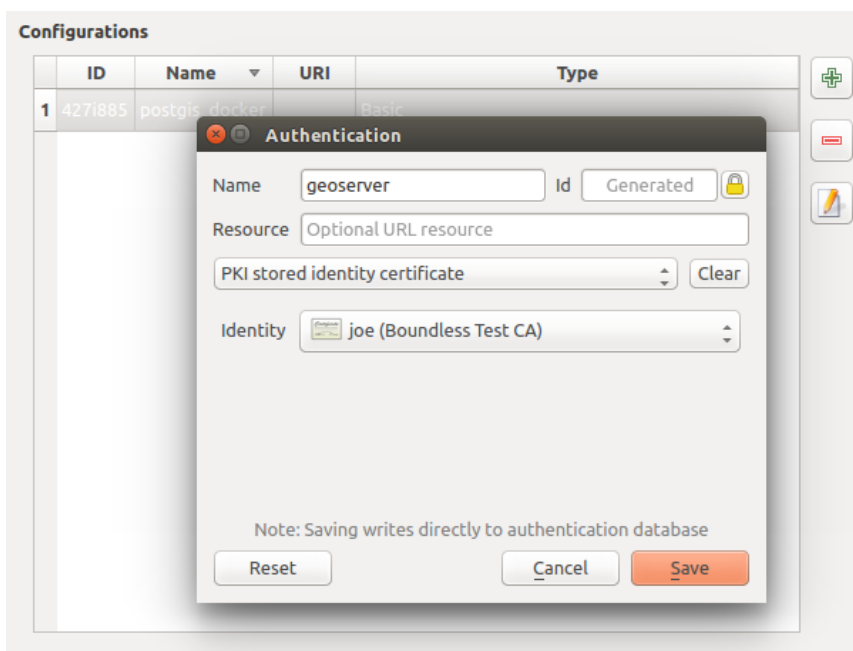 Configurations
ID Name URI Type
1 427i885 postgis_docker Basic
Authentication
Name geoserver Id Generated
Resource Optional URL resource
PKI stored identity certificate Clear
Identity joe (Boundless Test CA)
Note: Saving writes directly to authentication database
Reset Cancel Save